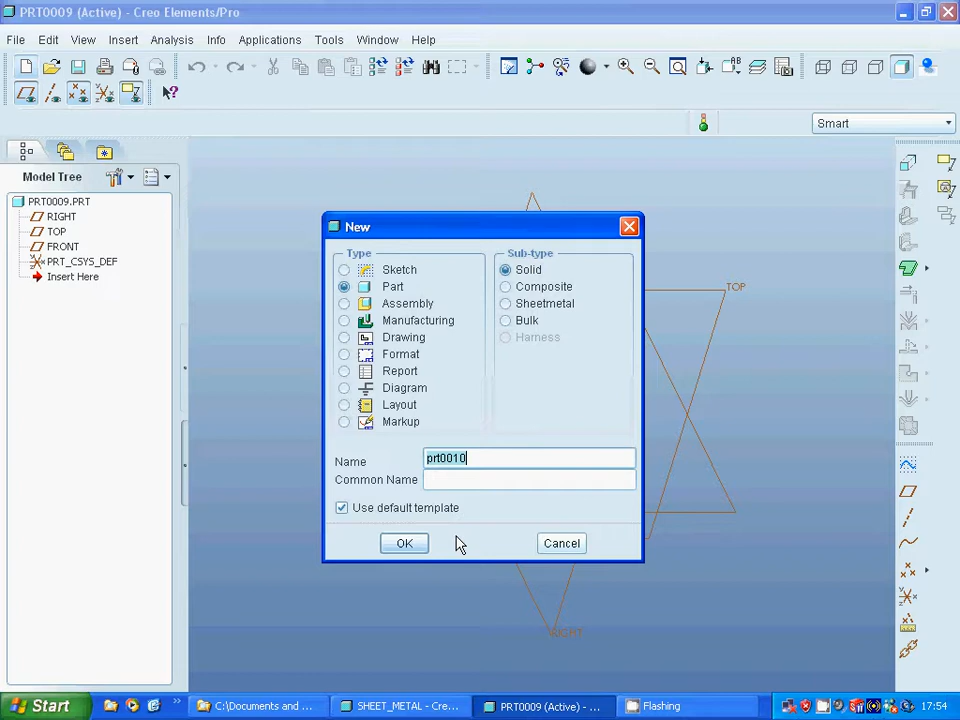 PRT0009 (Active) - Creo Elements/Pro
File Edit View Insert Analysis Info Applications Tools Window Help
Smart
Model Tree
PRT0009.PRT
RIGHT
TOP
FRONT
PRT_CSYS_DEF
Insert Here
New
Type
Sketch
Part
Assembly
Manufacturing
Drawing
Format
Report
Diagram
Layout
Markup
Sub-type
Solid
Composite
Sheetmetal
Bulk
Harness
Name prt0010
Common Name
Use default template
OK Cancel
TOP
RIGHT
Start
C:\Documents and ...
SHEET_METAL - Cre...
PRT0009 (Active) - ...
Flashing
17:54